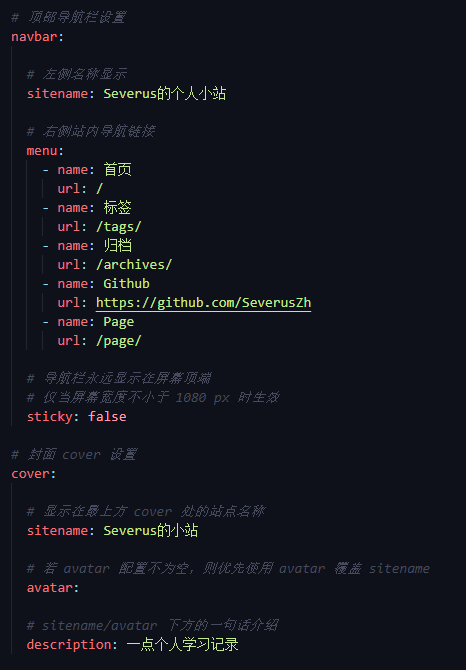 # 顶部导航栏设置
navbar:
# 左侧名称显示
sitename: Severus的个人小站
# 右侧站内导航链接
menu:
- name: 首页
url: /
- name: 标签
url: /tags/
- name: 归档
url: /archives/
- name: Github
url: https://github.com/SeverusZh
- name: Page
url: /page/
# 导航栏永远显示在屏幕顶端
# 仅当屏幕宽度不小于 1080 px 时生效
sticky: false
# 封面 cover 设置
cover:
# 显示在最上方 cover 处的站点名称
sitename: Severus的小站
# 若 avatar 配置不为空，则优先使用 avatar 覆盖 sitename
avatar:
# sitename/avatar 下方的一句话介绍
description: 一点个人学习记录